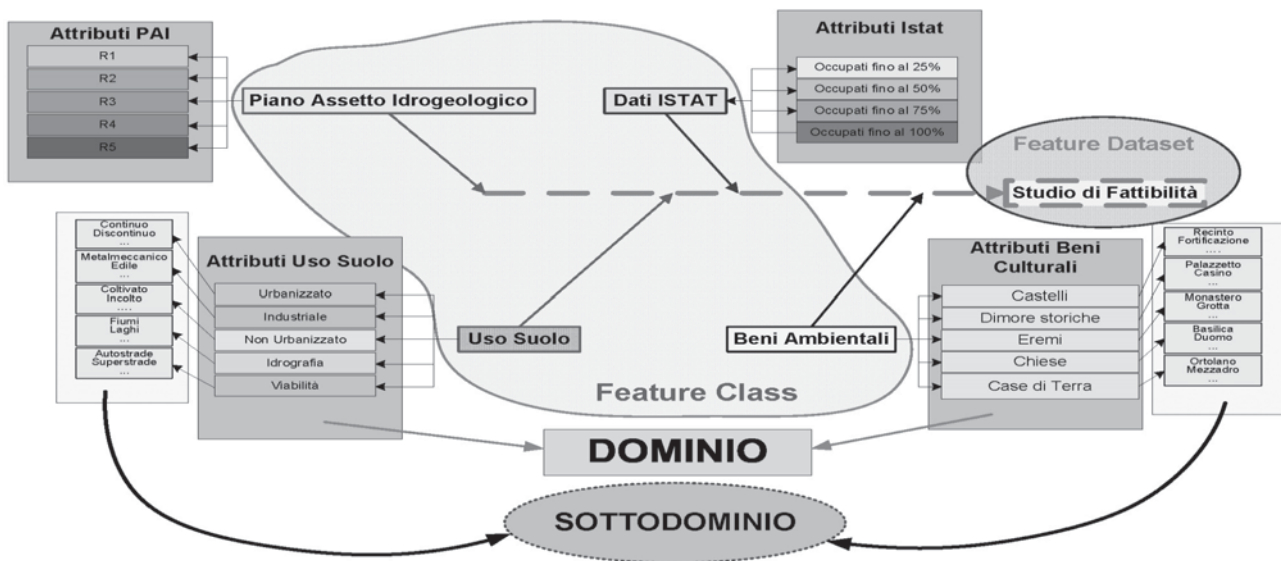 Attributi PAI
R1
R2
R3
R4
R5
Piano Assetto Idrogeologico
Dati ISTAT
Attributi Istat
Occupati fino al 25%
Occupati fino al 50%
Occupati fino al 75%
Occupati fino al 100%
Feature Dataset
Studio di Fattibilità
Continuo
Discontinuo
...
Metalmeccanico
Edile
...
Coltivato
Incolto
....
Fiumi
Laghi
...
Autostrade
Superstrade
...
Attributi Uso Suolo
Urbanizzato
Industriale
Non Urbanizzato
Idrografia
Viabilità
Uso Suolo
Beni Ambientali
Feature Class
Attributi Beni
Culturali
Castelli
Dimore storiche
Eremi
Chiese
Case di Terra
Recinto
Fortificazione
....
Palazzetto
Casino
...
Monastero
Grotta
...
Basilica
Duomo
...
Ortolano
Mezzadro
...
DOMINIO
SOTTODOMINIO